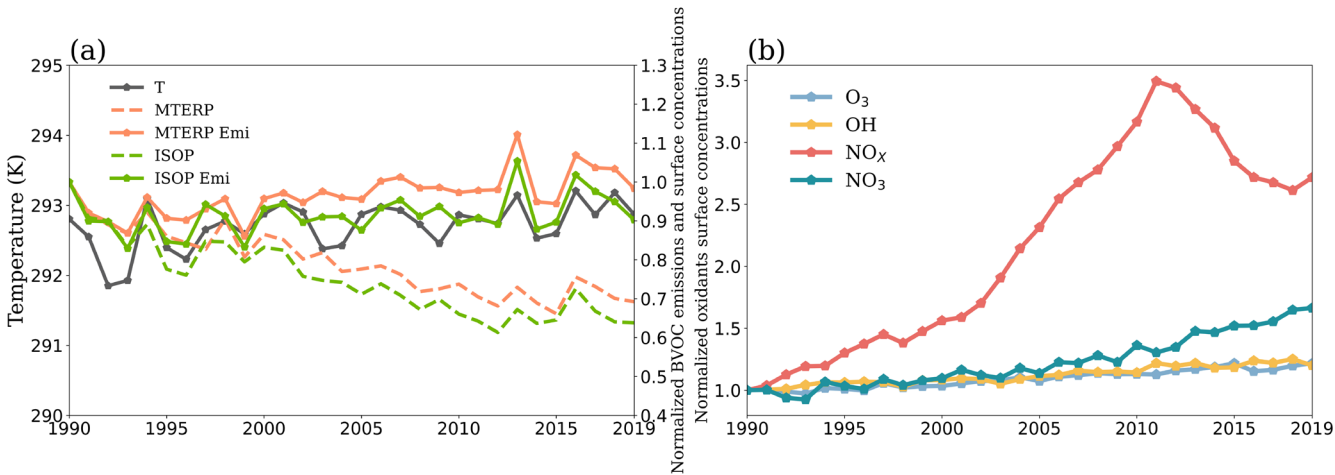 (a)
Temperature (K)
295
294
293
292
291
290
T
MTERP
MTERP Emi
ISOP
ISOP Emi
1990
1995
2000
2005
2010
2015
2019
1.3
1.2
1.1
1.0
0.9
0.8
0.7
0.6
0.5
0.4
Normalized BVOC emissions and surface concentrations
(b)
Normalized oxidants surface concentrations
3.5
3.0
2.5
2.0
1.5
1.0
O₃
OH
NOₓ
NO₃
1990
1995
2000
2005
2010
2015
2019